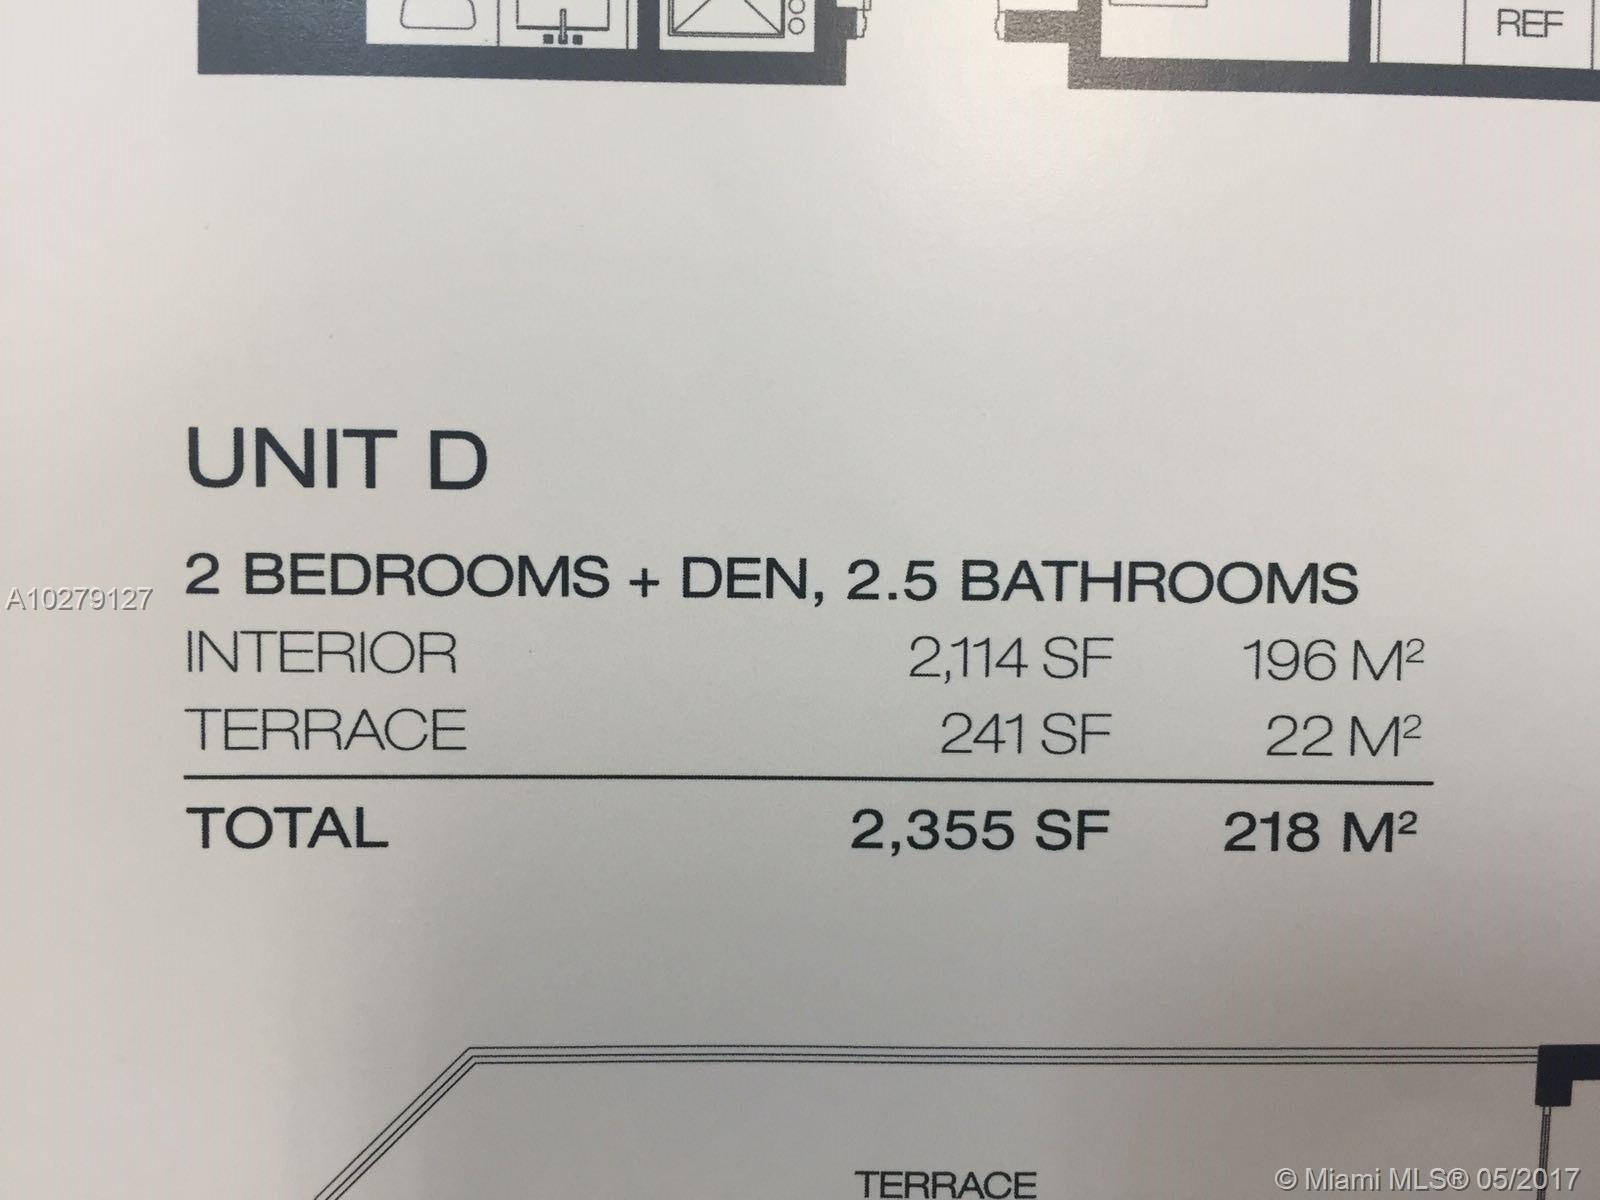 REF
UNIT D
2 BEDROOMS + DEN, 2.5 BATHROOMS
A10279127
INTERIOR 2,114 SF 196 M²
TERRACE 241 SF 22 M²
TOTAL 2,355 SF 218 M²
TERRACE
© Miami MLS® 05/2017